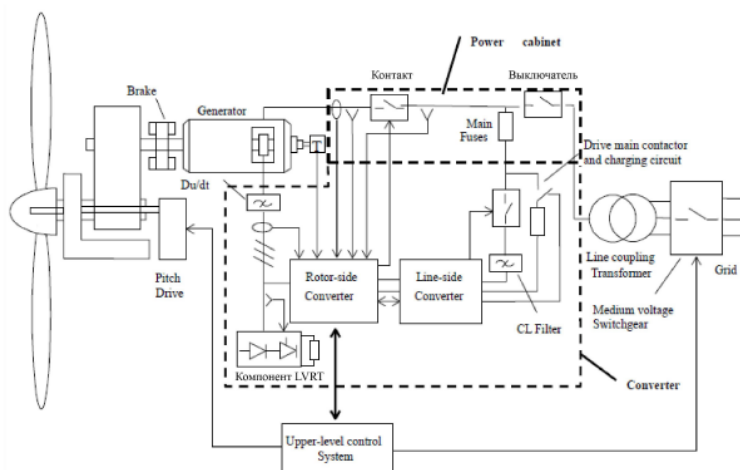 Power cabinet
Контакт
Выключатель
Brake
Generator
Main
Fuses
Drive main contactor
and charging circuit
T
Du/dt
Rotor-side
Converter
Line-side
Converter
Line coupling
Transformer
Grid
Pitch
Drive
CL Filter
Medium voltage
Switchgear
Компонент LVRT
Converter
Upper-level control
System